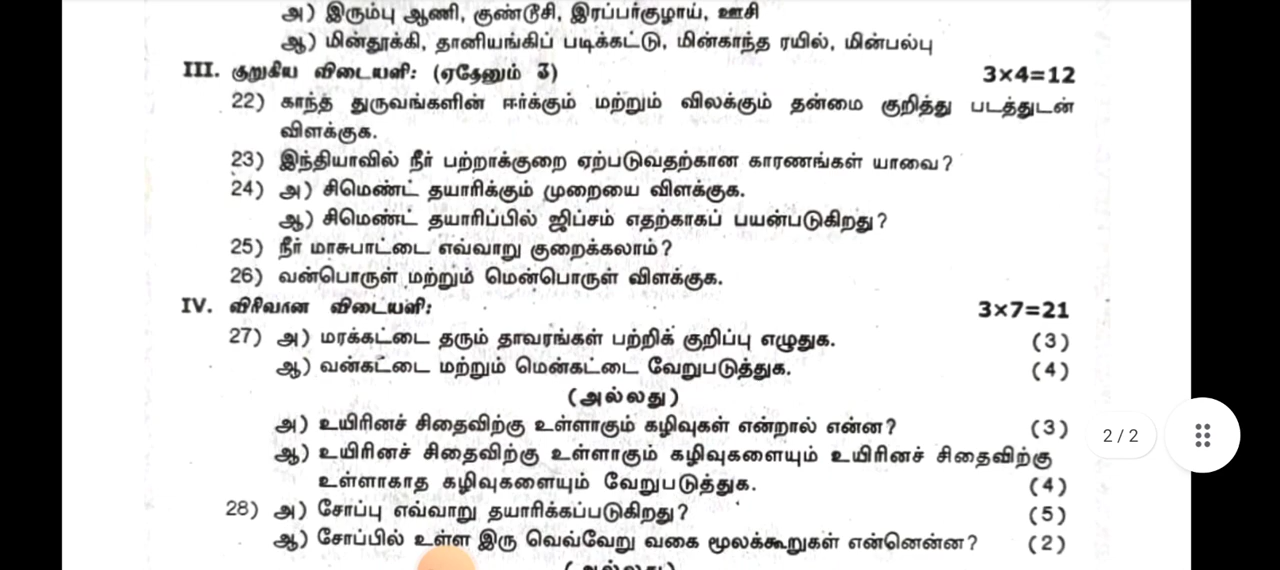 அ) இரும்பு ஆணி, குண்டூசி, இரப்பர்குழாய், ஊசி
ஆ) மின்தூக்கி, தானியங்கிப் படிக்கட்டு, மின்காந்த ரயில், மின்பல்பு
III. குறுகிய விடையளி: (ஏதேனும் 3) 3×4=12
22) காந்த துருவங்களின் ஈர்க்கும் மற்றும் விலக்கும் தன்மை குறித்து படத்துடன்
விளக்குக.
23) இந்தியாவில் நீர் பற்றாக்குறை ஏற்படுவதற்கான காரணங்கள் யாவை?
24) அ) சிமெண்ட் தயாரிக்கும் முறையை விளக்குக.
ஆ) சிமெண்ட் தயாரிப்பில் ஜிப்சம் எதற்காகப் பயன்படுகிறது?
25) நீர் மாசுபாட்டை எவ்வாறு குறைக்கலாம்?
26) வன்பொருள் மற்றும் மென்பொருள் விளக்குக.
IV. விரிவான விடையளி: 3×7=21
27) அ) மரக்கட்டை தரும் தாவரங்கள் பற்றிக் குறிப்பு எழுதுக. (3)
ஆ) வன்கட்டை மற்றும் மென்கட்டை வேறுபடுத்துக. (4)
(அல்லது)
அ) உயிரினச் சிதைவிற்கு உள்ளாகும் கழிவுகள் என்றால் என்ன? (3)
ஆ) உயிரினச் சிதைவிற்கு உள்ளாகும் கழிவுகளையும் உயிரினச் சிதைவிற்கு
உள்ளாகாத கழிவுகளையும் வேறுபடுத்துக. (4)
2 / 2
28) அ) சோப்பு எவ்வாறு தயாரிக்கப்படுகிறது? (5)
ஆ) சோப்பில் உள்ள இரு வெவ்வேறு வகை மூலக்கூறுகள் என்னென்ன? (2)
(அல்லது)